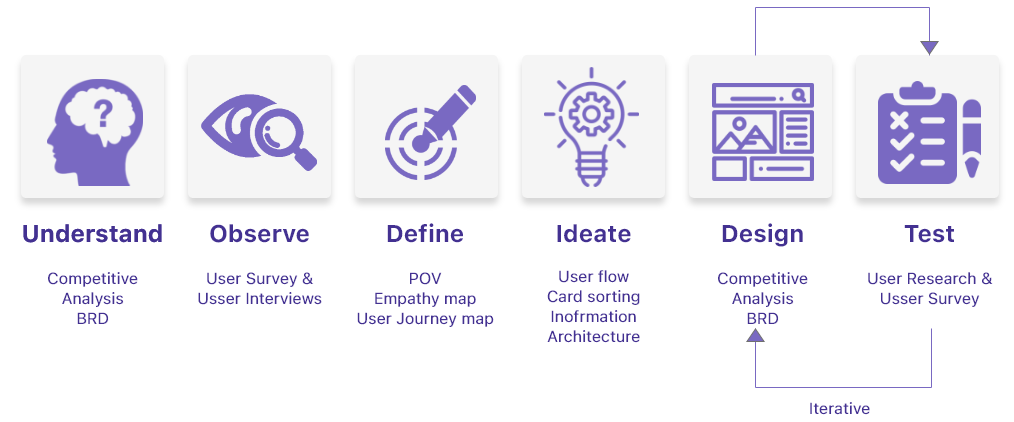 ?
Understand
Competitive
Analysis
BRD
Observe
User Survey &
Usser Interviews
Define
POV
Empathy map
User Journey map
Ideate
User flow
Card sorting
Inofrmation
Architecture
Design
Competitive
Analysis
BRD
Test
User Research &
Usser Survey
Iterative